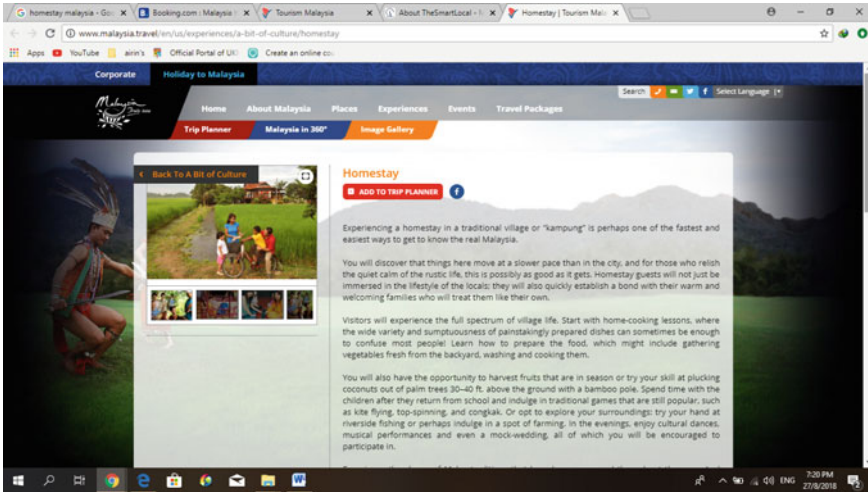 homestay malaysia - Goo
Booking.com : Malaysia
Tourism Malaysia
About TheSmartLocal -
Homestay | Tourism Mala
www.malaysia.travel/en/us/experiences/a-bit-of-culture/homestay
Apps
YouTube
airin's
Official Portal of UKI
Create an online cou
Corporate
Holiday to Malaysia
Search
Select Language
Malaysia
Home
About Malaysia
Places
Experiences
Events
Travel Packages
Trip Planner
Malaysia in 360°
Image Gallery
Back To A Bit of Culture
Homestay
ADD TO TRIP PLANNER
Experiencing a homestay in a traditional village or "kampung" is perhaps one of the fastest and
easiest ways to get to know the real Malaysia.
You will discover that things here move at a slower pace than in the city, and for those who relish
the quiet calm of the rustic life, this is possibly as good as it gets. Homestay guests will not just be
immersed in the lifestyle of the locals; they will also quickly establish a bond with their warm and
welcoming families who will treat them like their own.
Visitors will experience the full spectrum of village life. Start with home-cooking lessons, where
the wide variety and sumptuousness of painstakingly prepared dishes can sometimes be enough
to confuse most people! Learn how to prepare the food, which might include gathering
vegetables fresh from the backyard, washing and cooking them.
You will also have the opportunity to harvest fruits that are in season or try your skill at plucking
coconuts out of palm trees 30–40 ft. above the ground with a bamboo pole. Spend time with the
children after they return from school and indulge in traditional games that are still popular, such
as kite flying, top-spinning, and congkak. Or opt to explore your surroundings: try your hand at
riverside fishing or perhaps indulge in a spot of farming. In the evenings, enjoy cultural dances,
musical performances and even a mock-wedding, all of which you will be encouraged to
participate in.
ENG
7:20 PM
27/8/2018